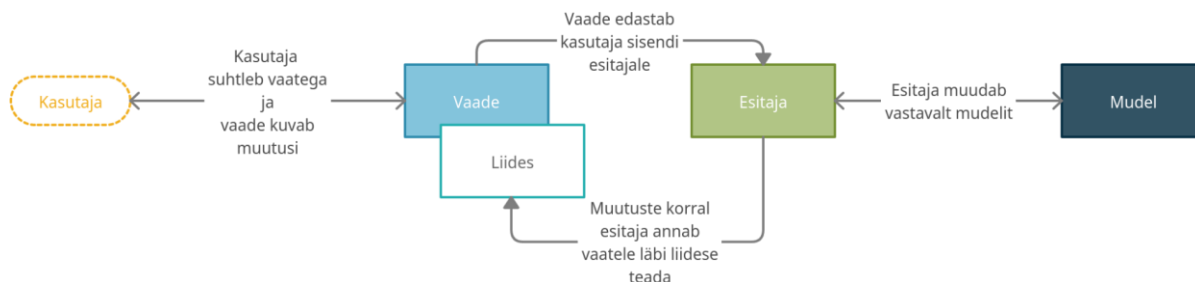 Kasutaja
Kasutaja
suhtleb vaatega
ja
vaade kuvab
muutusi
Vaade
Liides
Vaade edastab
kasutaja sisendi
esitajale
Muutuste korral
esitaja annab
vaatele läbi liidese
teada
Esitaja
Esitaja muudab
vastavalt mudelit
Mudel